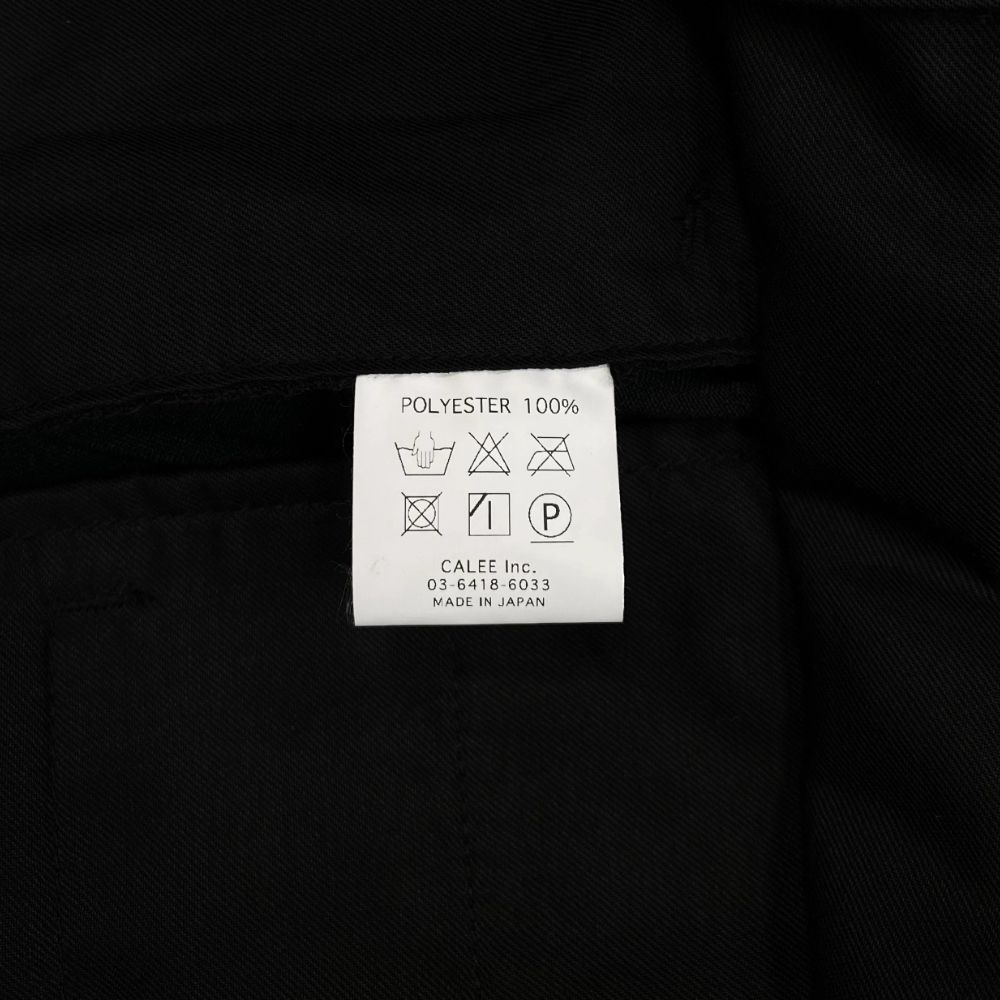 POLYESTER 100%
P
CALEE Inc.
03-6418-6033
MADE IN JAPAN